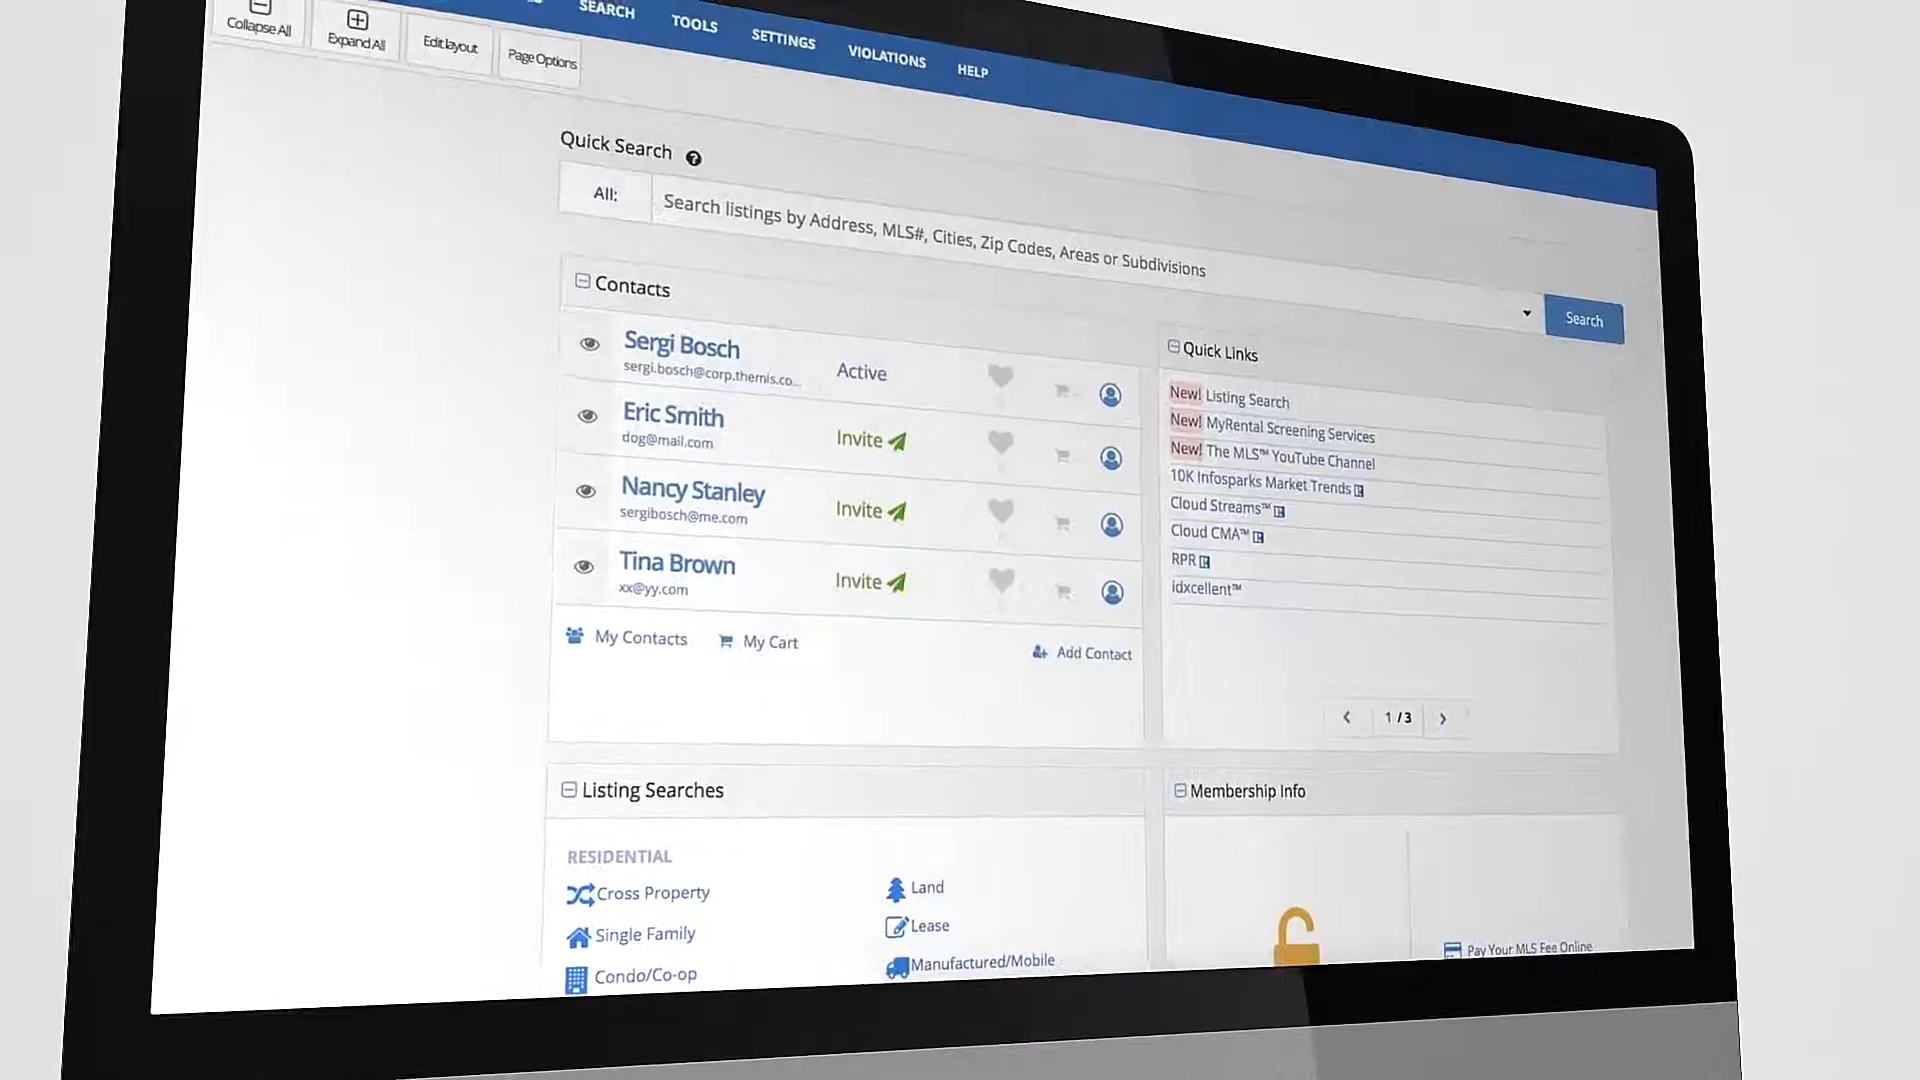 SEARCH
TOOLS
SETTINGS
VIOLATIONS
HELP
Collapse All
Expand All
Edit layout
Page Options
Quick Search
All:
Search listings by Address, MLS#, Cities, Zip Codes, Areas or Subdivisions
Search
Contacts
Sergi Bosch
sergi.bosch@corp.themls.co...
Active
Eric Smith
dog@mail.com
Invite
Nancy Stanley
sergibosch@me.com
Invite
Tina Brown
xx@yy.com
Invite
My Contacts
My Cart
Add Contact
Quick Links
New! Listing Search
New! MyRental Screening Services
New! The MLS™ YouTube Channel
10K Infosparks Market Trends
Cloud Streams™
Cloud CMA™
RPR
idxcellent™
1 / 3
Listing Searches
RESIDENTIAL
Cross Property
Single Family
Condo/Co-op
Land
Lease
Manufactured/Mobile
Membership Info
Pay Your MLS Fee Online